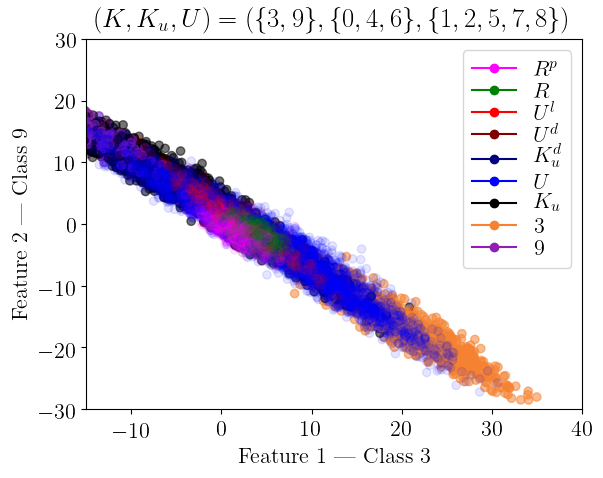 (K, K_u, U) = ({3, 9}, {0, 4, 6}, {1, 2, 5, 7, 8})
30
20
10
0
−10
−20
−30
−10
0
10
20
30
40
Feature 2 — Class 9
Feature 1 — Class 3
R^p
R
U^l
U^d
K_u^d
U
K_u
3
9